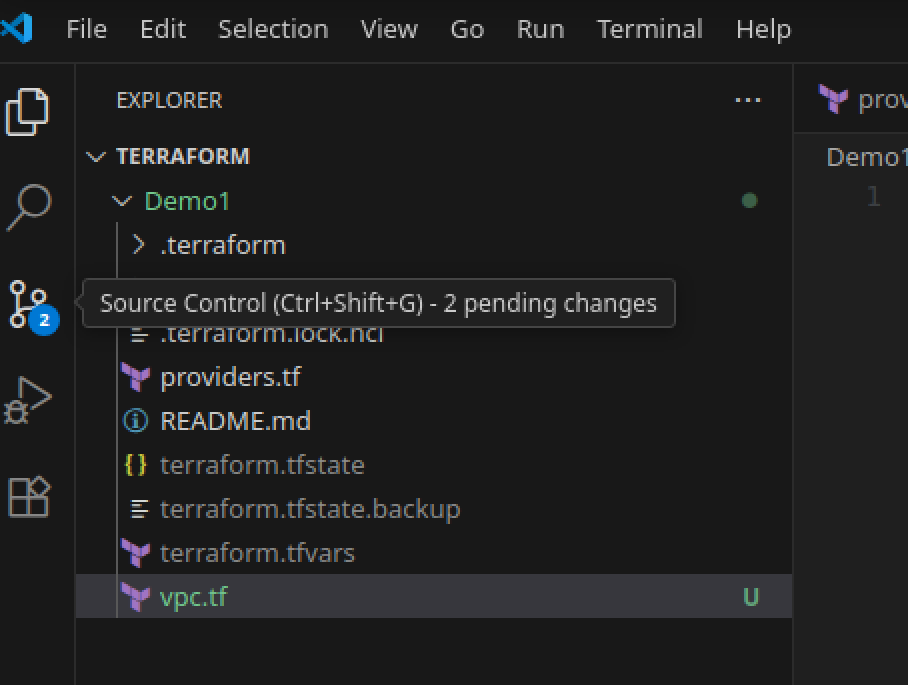 File Edit Selection View Go Run Terminal Help
EXPLORER
TERRAFORM
Demo1
.terraform
Source Control (Ctrl+Shift+G) - 2 pending changes
2
.terraform.lock.hcl
providers.tf
README.md
terraform.tfstate
terraform.tfstate.backup
terraform.tfvars
vpc.tf U
prov
Demo1
1